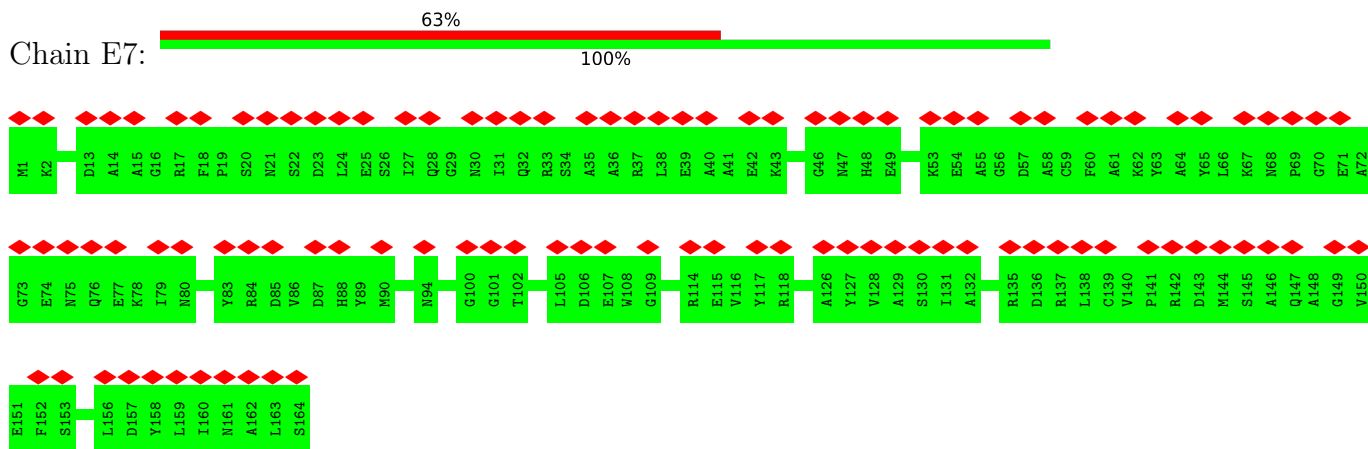 63%
Chain E7:
100%
M1 K2 D13 A14 A15 G16 R17 F18 P19 S20 N21 S22 D23 L24 E25 S26 I27 Q28 G29 N30 I31 Q32 R33 S34 A35 A36 R37 L38 E39 A40 A41 E42 K43 G46 N47 H48 E49 K53 E54 A55 G56 D57 A58 C59 F60 A61 K62 Y63 A64 Y65 L66 K67 N68 P69 G70 E71 A72
G73 E74 N75 Q76 E77 K78 I79 N80 Y83 R84 D85 V86 D87 H88 Y89 M90 N94 G100 G101 T102 L105 D106 E107 W108 G109 R114 E115 V116 Y117 R118 A126 Y127 V128 A129 S130 I131 A132 R135 D136 R137 L138 C139 V140 P141 R142 D143 M144 S145 A146 Q147 A148 G149 V150
E151 F152 S153 L156 D157 Y158 L159 I160 N161 A162 L163 S164